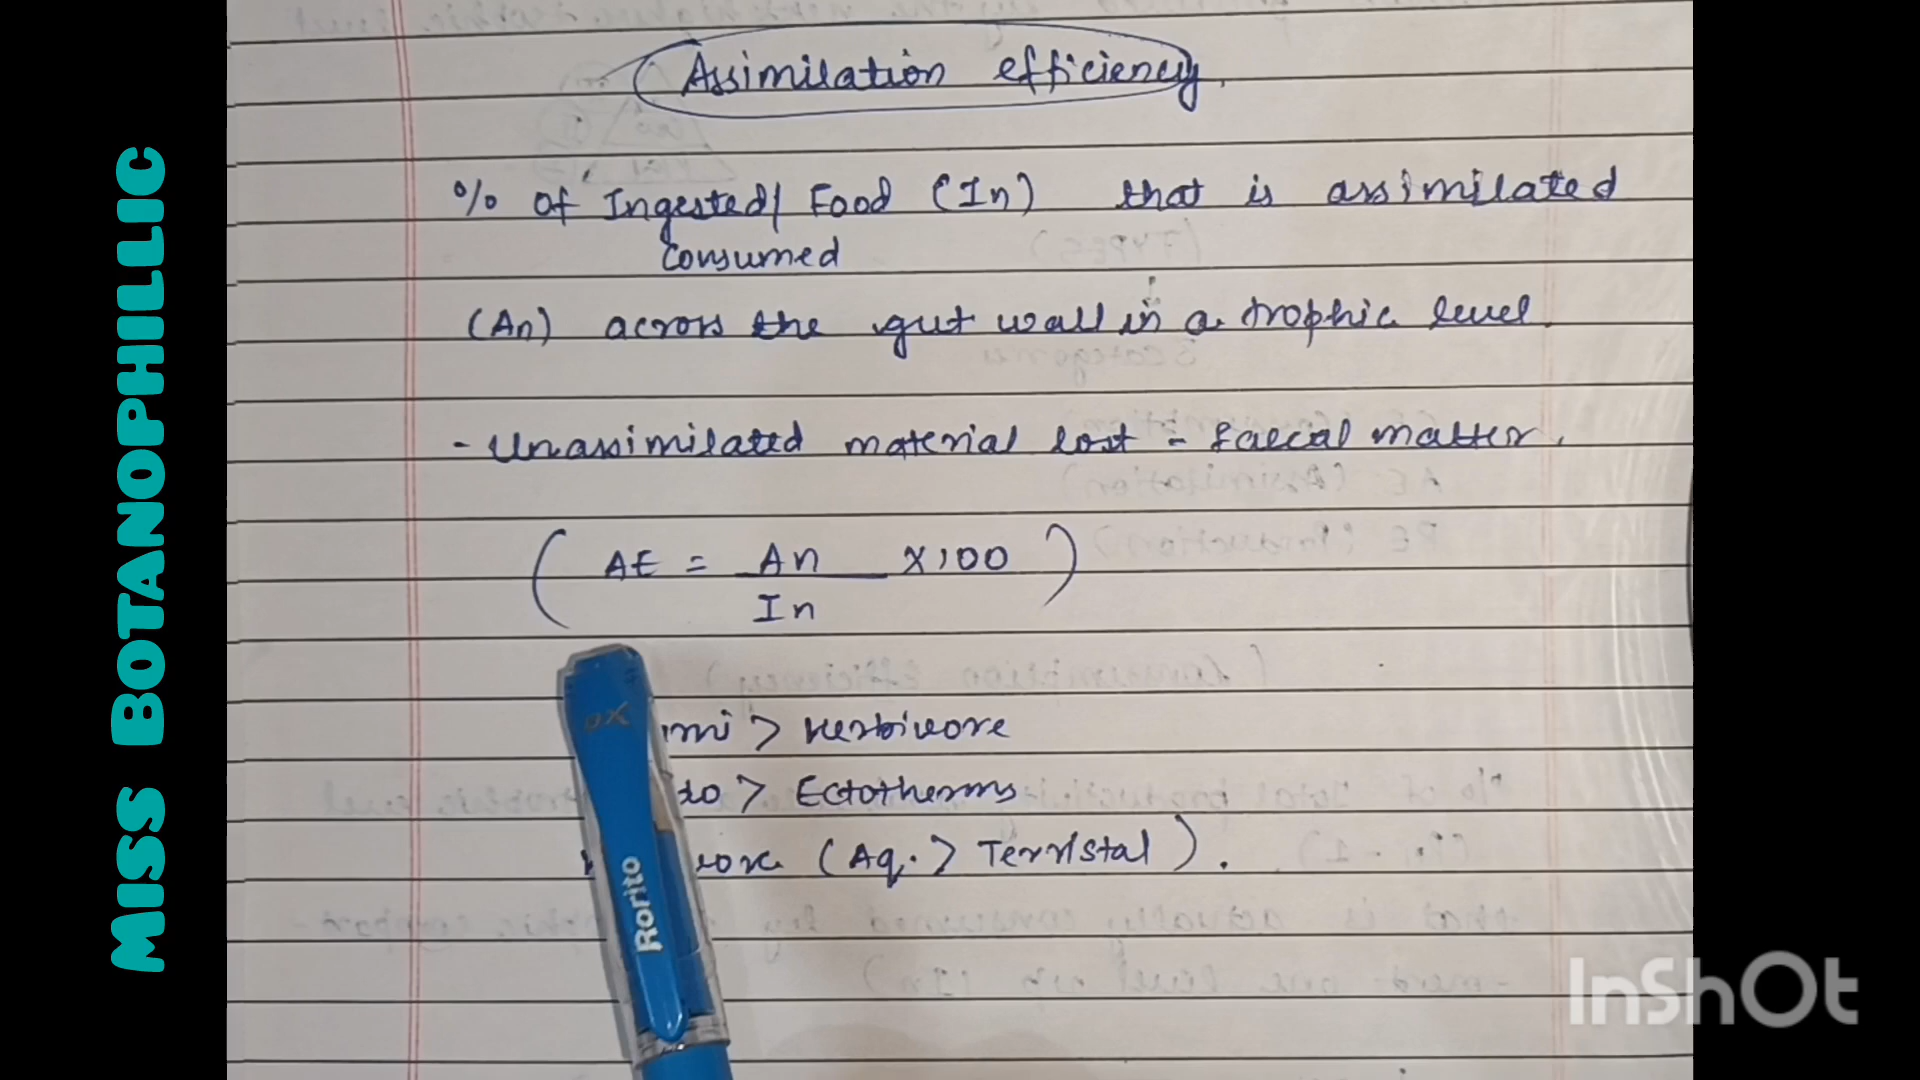 MISS BOTANOPHILLIC
Assimilation efficiency.
% of Ingested/ Food (In) that is assimilated
consumed
(An) across the gut wall in a trophic level.
- Unassimilated material lost - faecal matter.
( AE = An X100 )
In
> Herbivore
> Ectotherms
(Aq. > Terristal).
Rorito
InShOt